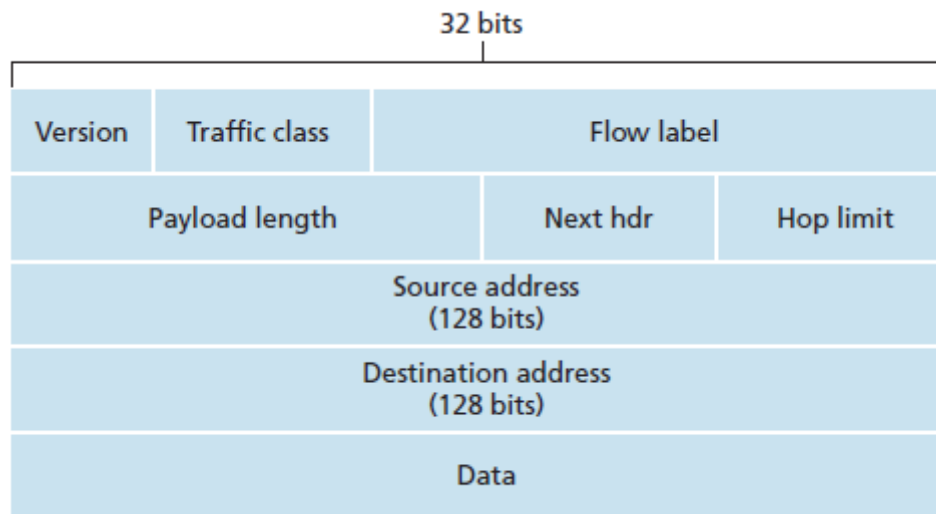 32 bits
Version Traffic class Flow label
Payload length Next hdr Hop limit
Source address
(128 bits)
Destination address
(128 bits)
Data